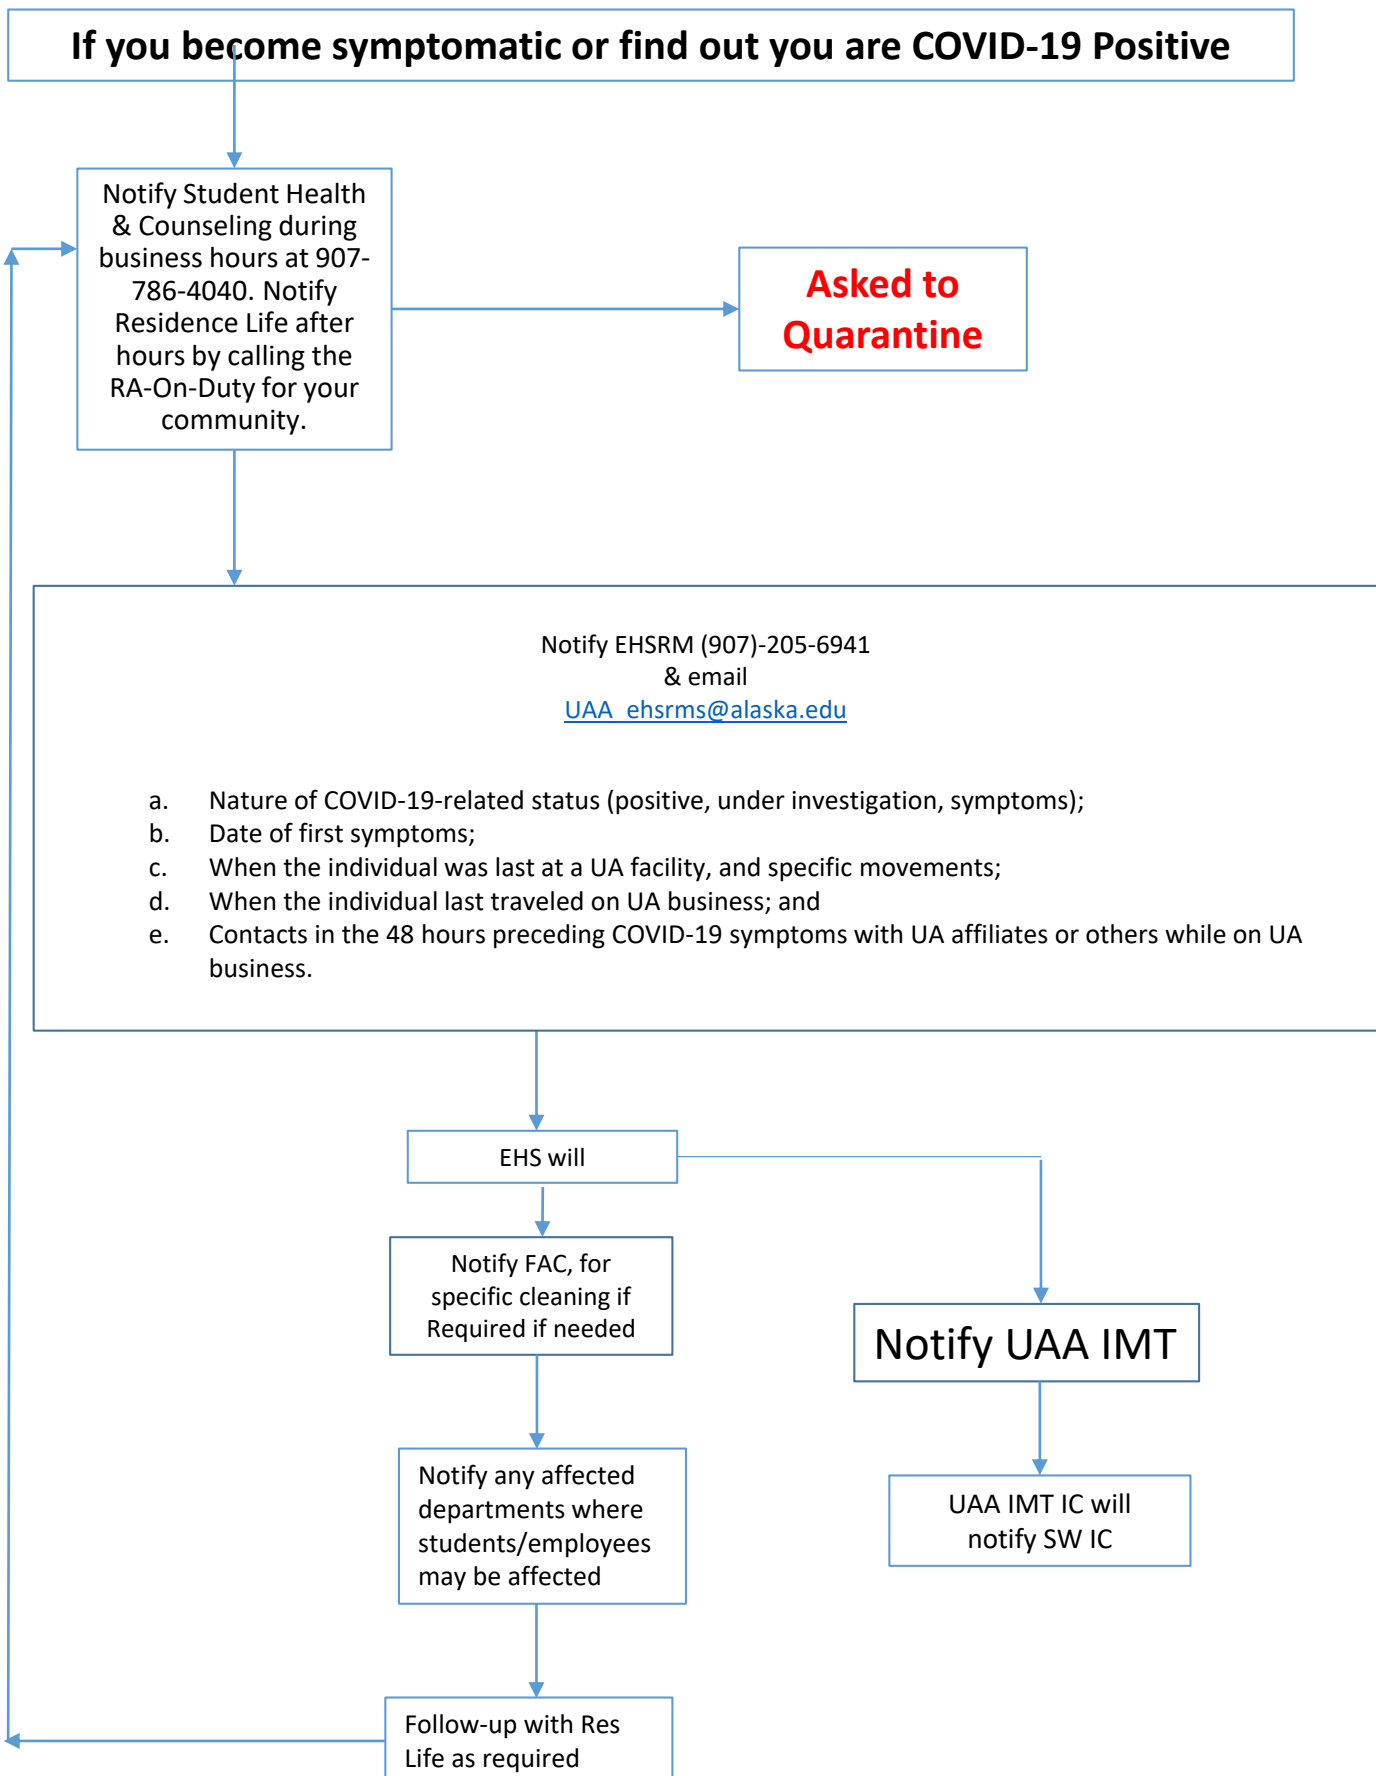 If you become symptomatic or find out you are COVID-19 Positive
Notify Student Health
& Counseling during
business hours at 907-
786-4040. Notify
Residence Life after
hours by calling the
RA-On-Duty for your
community.
Asked to
Quarantine
Notify EHSRM (907)-205-6941
& email
UAA_ehsrms@alaska.edu
a. Nature of COVID-19-related status (positive, under investigation, symptoms);
b. Date of first symptoms;
c. When the individual was last at a UA facility, and specific movements;
d. When the individual last traveled on UA business; and
e. Contacts in the 48 hours preceding COVID-19 symptoms with UA affiliates or others while on UA
business.
EHS will
Notify FAC, for
specific cleaning if
Required if needed
Notify UAA IMT
Notify any affected
departments where
students/employees
may be affected
UAA IMT IC will
notify SW IC
Follow-up with Res
Life as required